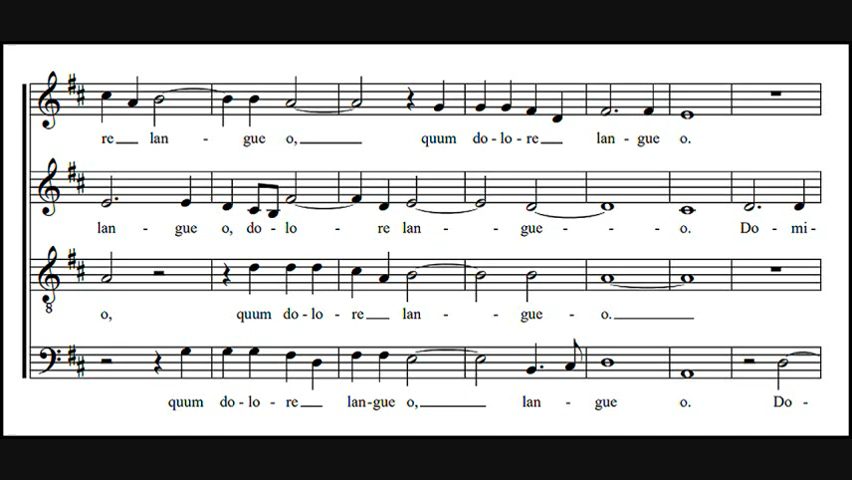 re lan - gue o, quum do - lo - re lan - gue o.
lan - gue o, do - lo - re lan - gue - - o. Do - mi -
8
o, quum do - lo - re lan - gue - o.
quum do - lo - re lan - gue o, lan - gue o. Do -